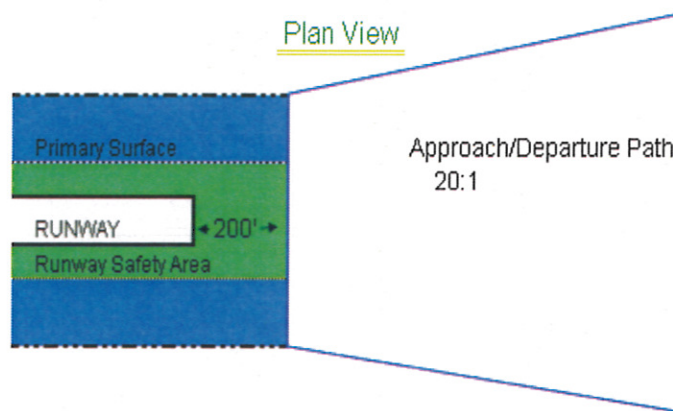 Plan View
Primary Surface
Approach/Departure Path
20:1
RUNWAY
200'
Runway Safety Area